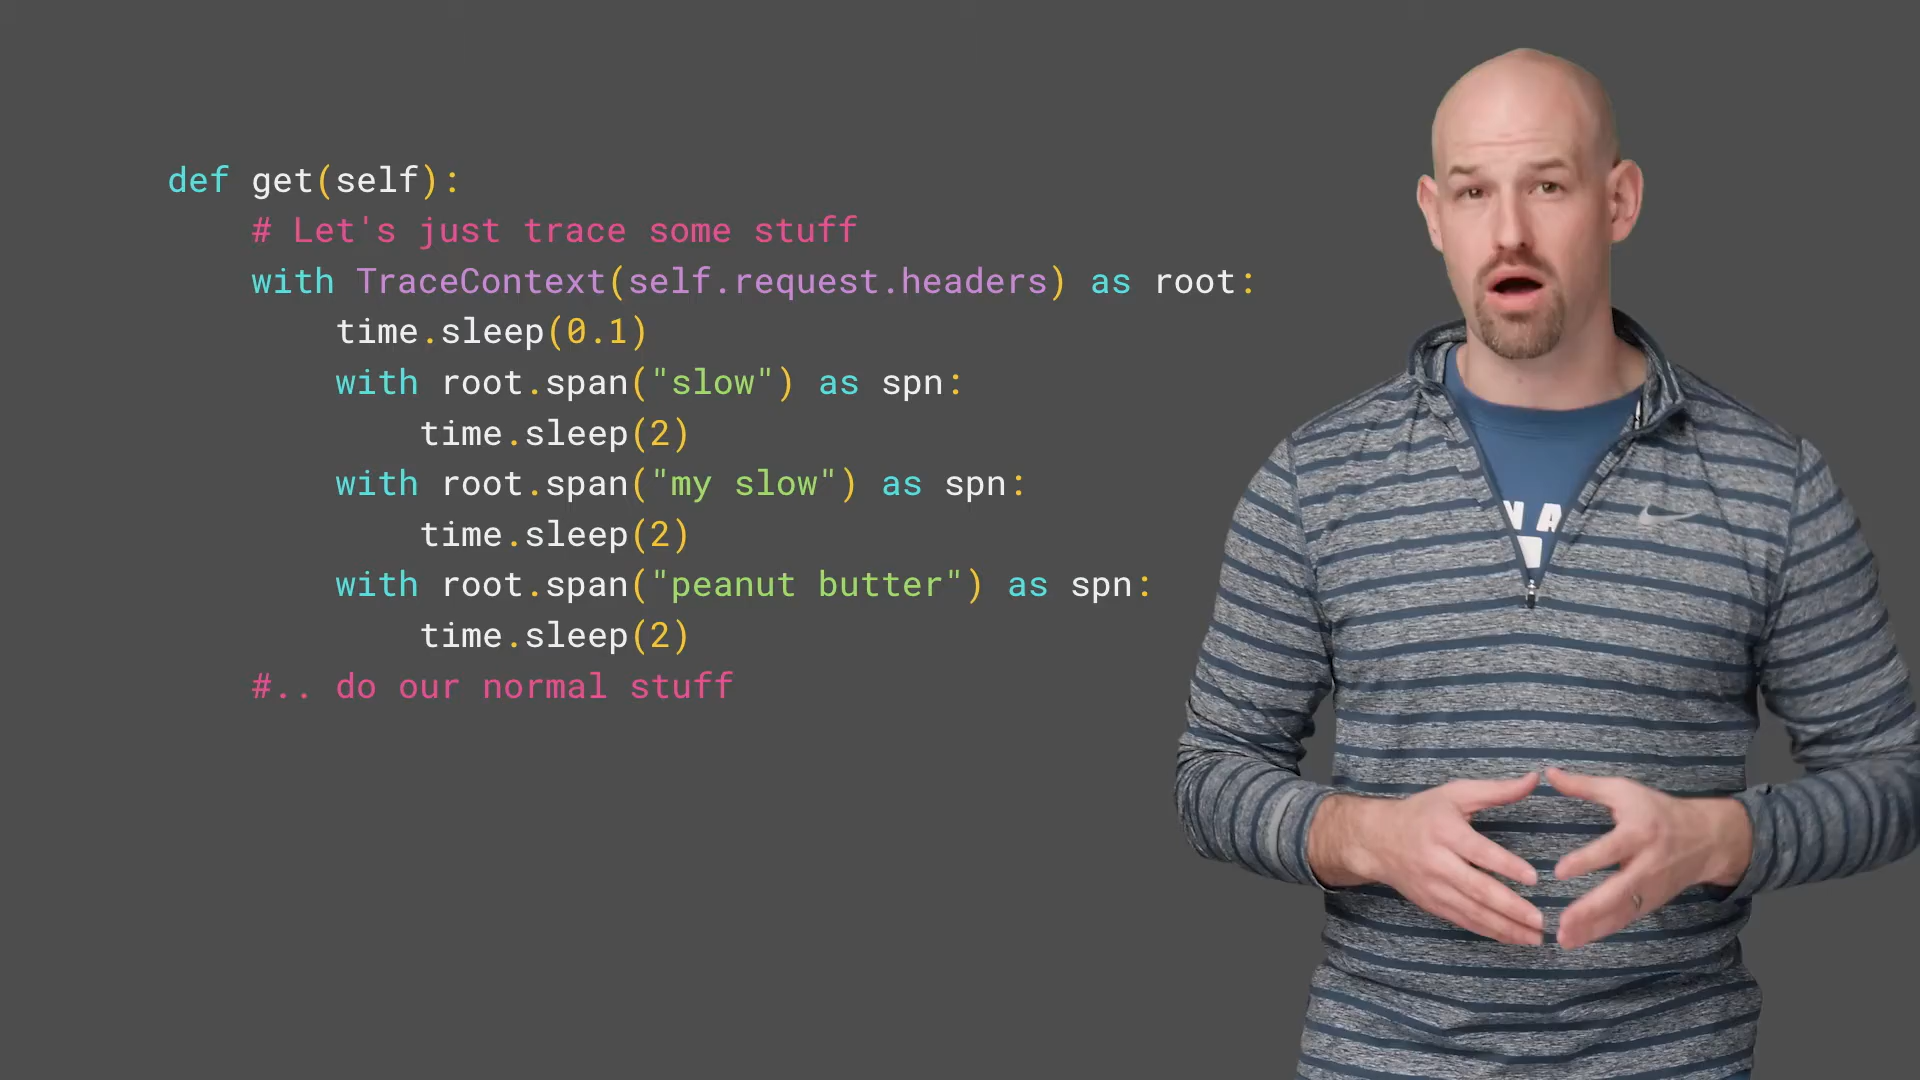 def get(self):
# Let's just trace some stuff
with TraceContext(self.request.headers) as root:
time.sleep(0.1)
with root.span("slow") as spn:
time.sleep(2)
with root.span("my slow") as spn:
time.sleep(2)
with root.span("peanut butter") as spn:
time.sleep(2)
#.. do our normal stuff